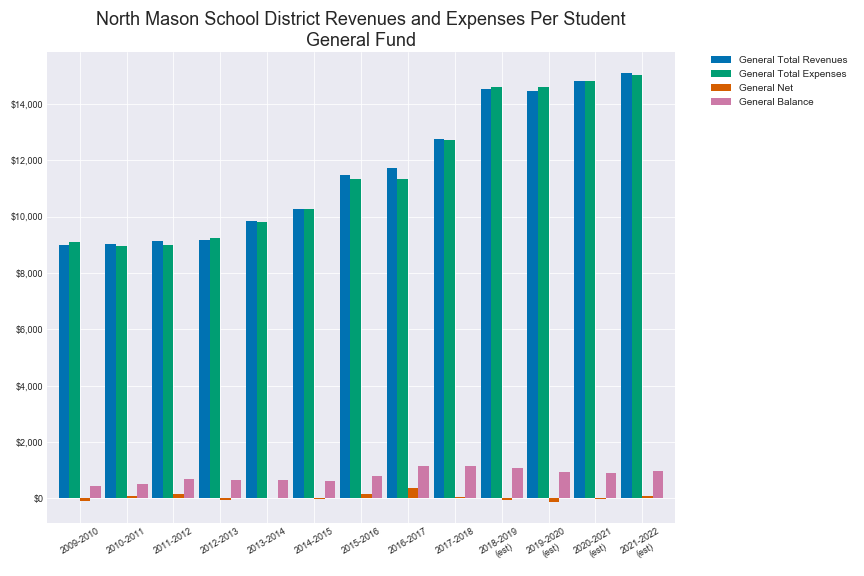 North Mason School District Revenues and Expenses Per Student
General Fund
General Total Revenues
General Total Expenses
General Net
General Balance
$14,000
$12,000
$10,000
$8,000
$6,000
$4,000
$2,000
$0
2009-2010
2010-2011
2011-2012
2012-2013
2013-2014
2014-2015
2015-2016
2016-2017
2017-2018
2018-2019
(est)
2019-2020
(est)
2020-2021
(est)
2021-2022
(est)